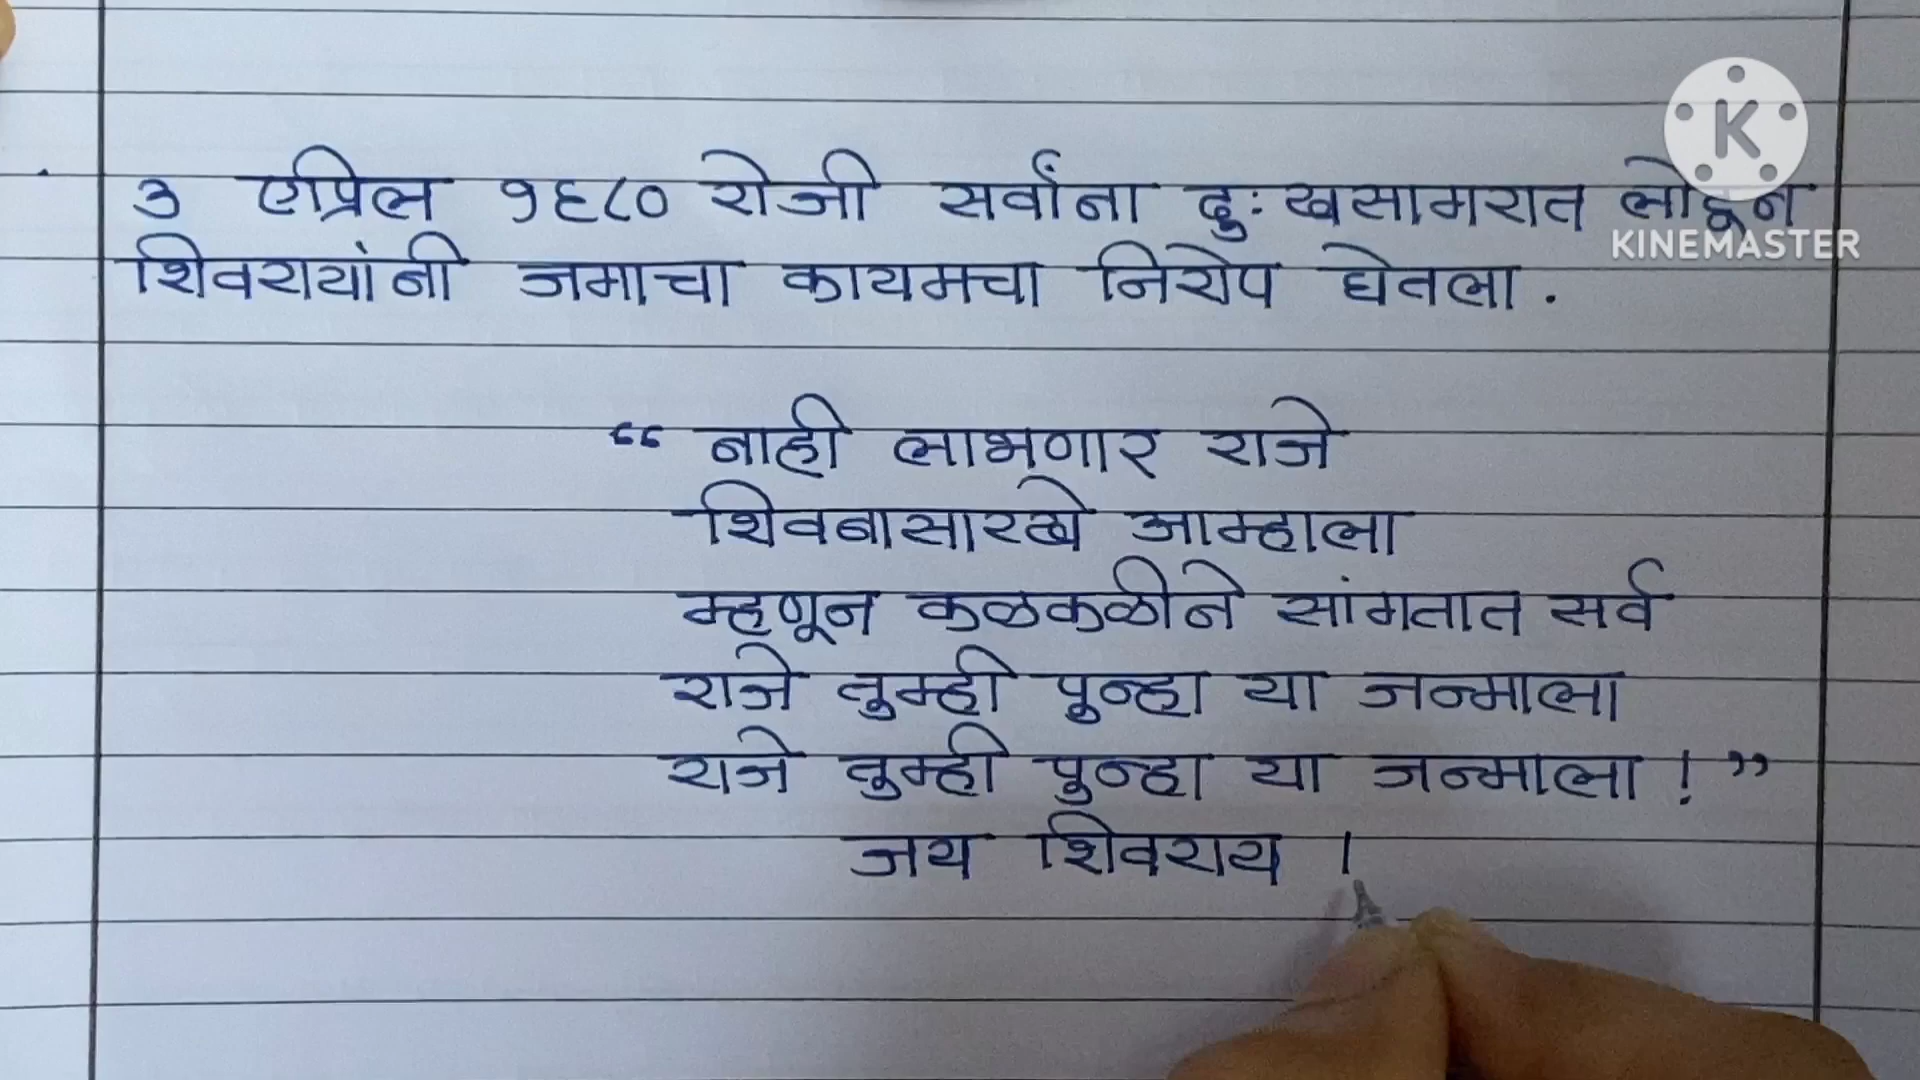 ३ एप्रिल १६८० रोजी सर्वांना दुःखसागरात लोटून
KINEMASTER
शिवरायांनी जगाचा कायमचा निरोप घेतला.
“ नाही लाभणार राजे
शिवबासारखे आम्हाला
म्हणून कळकळीने सांगतात सर्व
राजे तुम्ही पुन्हा या जन्माला
राजे तुम्ही पुन्हा या जन्माला ! ”
जय शिवराय ।